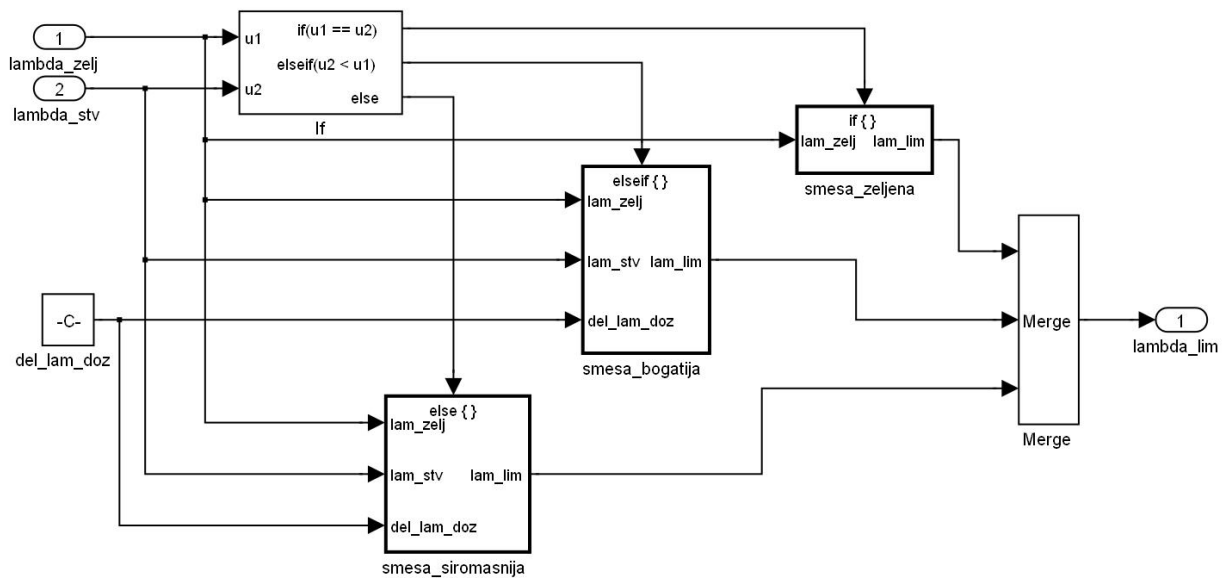 1
lambda_zelj
2
lambda_stv
u1
u2
if(u1 == u2)
elseif(u2 < u1)
else
If
if { }
lam_zelj
lam_lim
smesa_zeljena
elseif { }
lam_zelj
lam_stv
lam_lim
del_lam_doz
smesa_bogatija
-C-
del_lam_doz
else { }
lam_zelj
lam_stv
lam_lim
del_lam_doz
smesa_siromasnija
Merge
Merge
1
lambda_lim